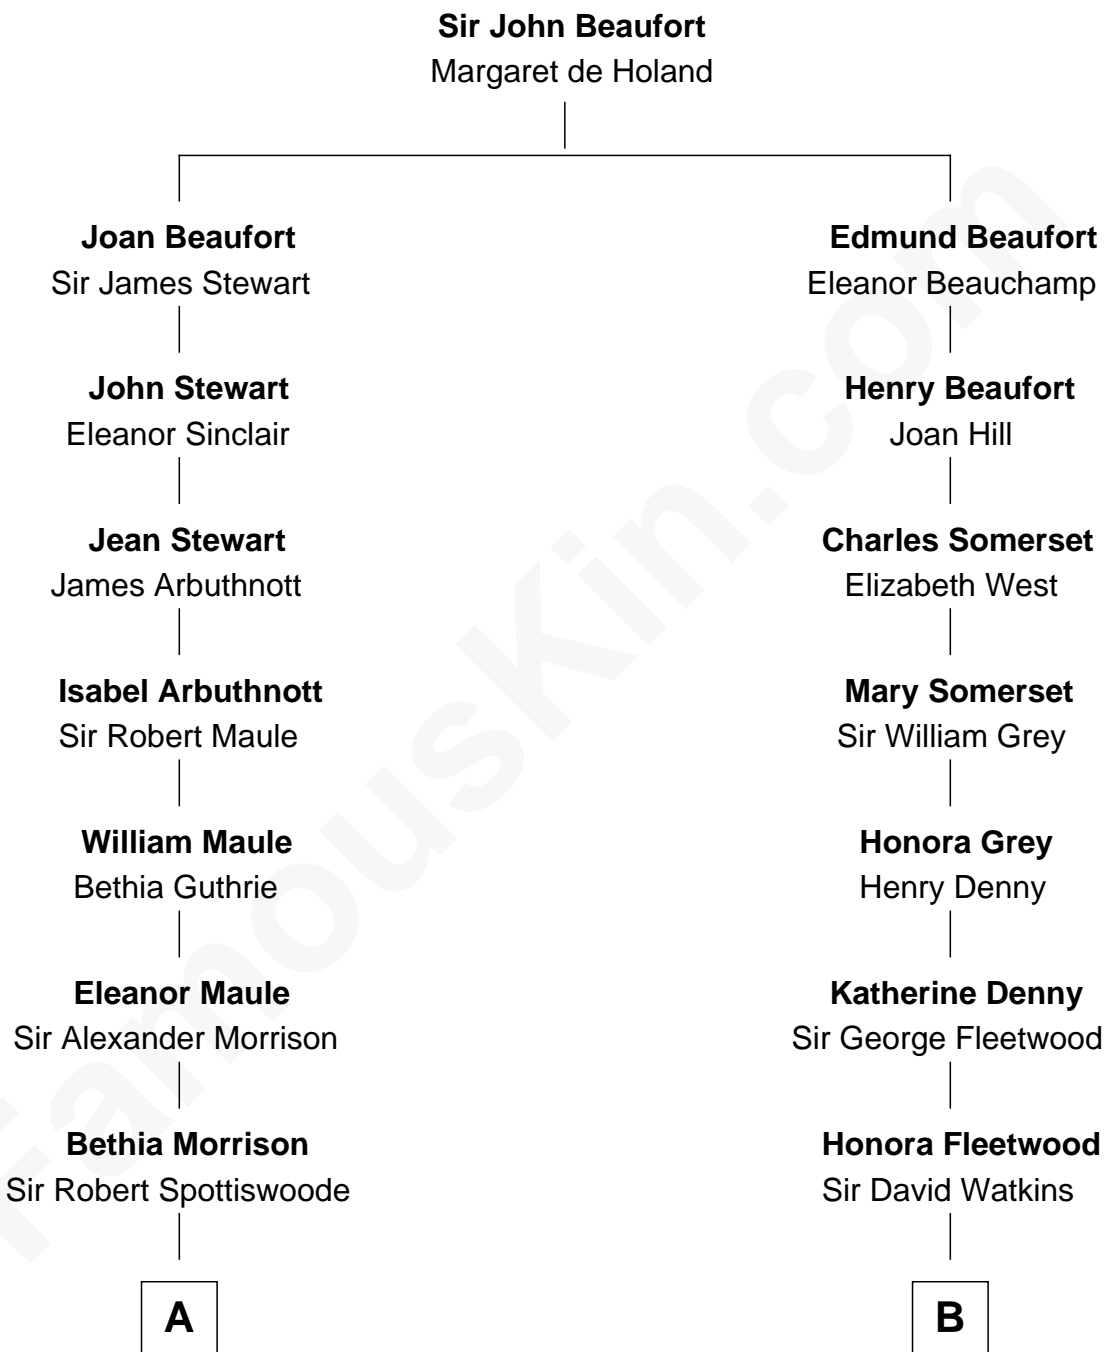 Sir John Beaufort
Margaret de Holand
Joan Beaufort
Sir James Stewart
John Stewart
Eleanor Sinclair
Jean Stewart
James Arbuthnott
Isabel Arbuthnott
Sir Robert Maule
William Maule
Bethia Guthrie
Eleanor Maule
Sir Alexander Morrison
Bethia Morrison
Sir Robert Spottiswoode
A
Edmund Beaufort
Eleanor Beauchamp
Henry Beaufort
Joan Hill
Charles Somerset
Elizabeth West
Mary Somerset
Sir William Grey
Honora Grey
Henry Denny
Katherine Denny
Sir George Fleetwood
Honora Fleetwood
Sir David Watkins
B
FamousKin.com